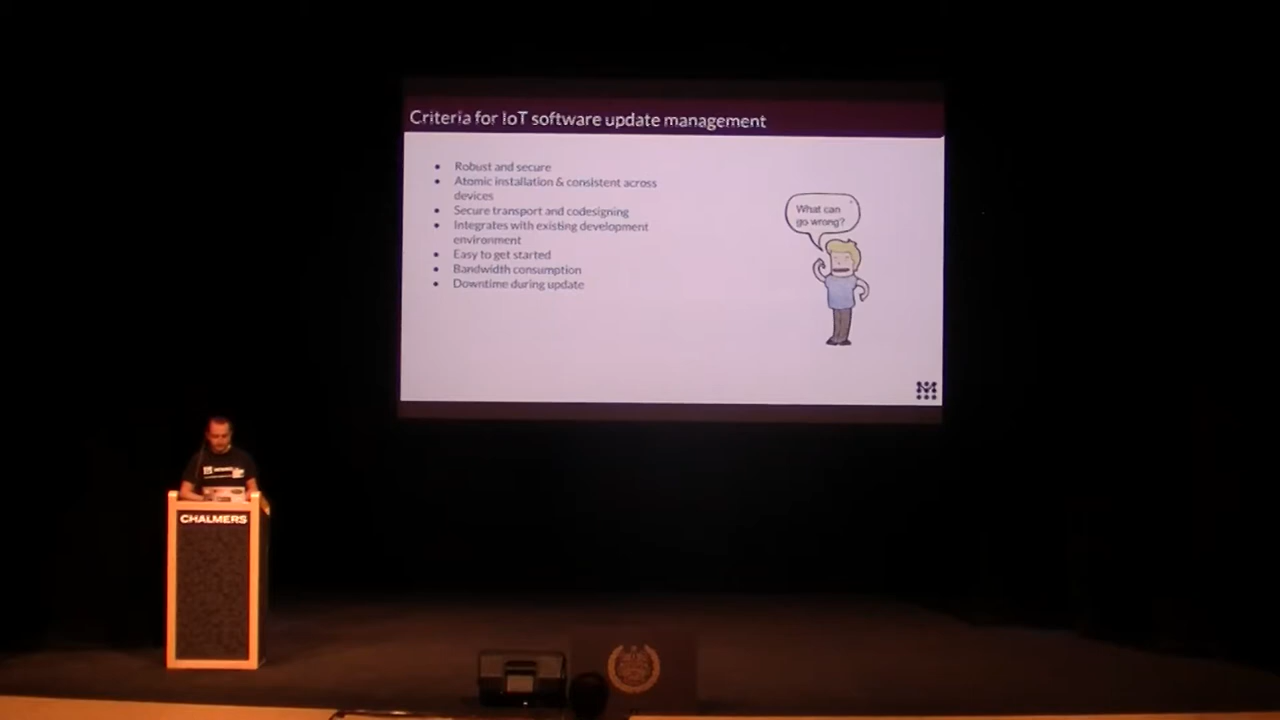 Criteria for IoT software update management
• Robust and secure
• Atomic installation & consistent across
devices
• Secure transport and codesigning
• Integrates with existing development
environment
• Easy to get started
• Bandwidth consumption
• Downtime during update
What can
go wrong?
CHALMERS